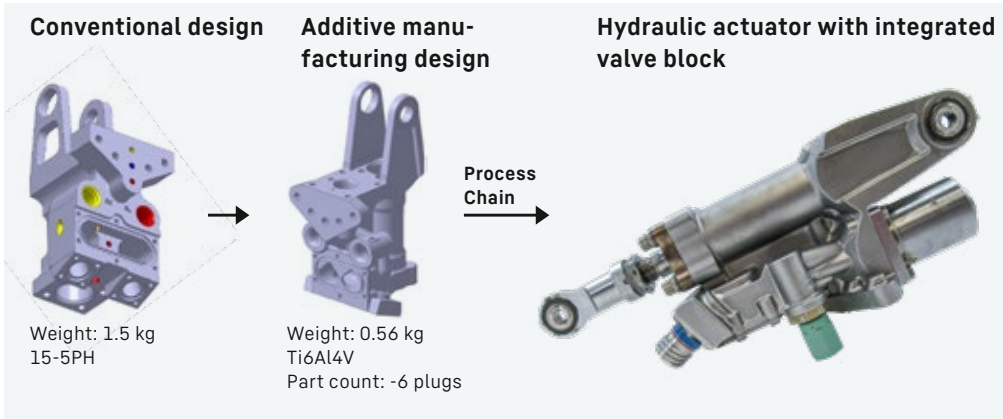 Conventional design
Additive manu-
facturing design
Hydraulic actuator with integrated
valve block
Process
Chain
Weight: 1.5 kg
15-5PH
Weight: 0.56 kg
Ti6Al4V
Part count: -6 plugs